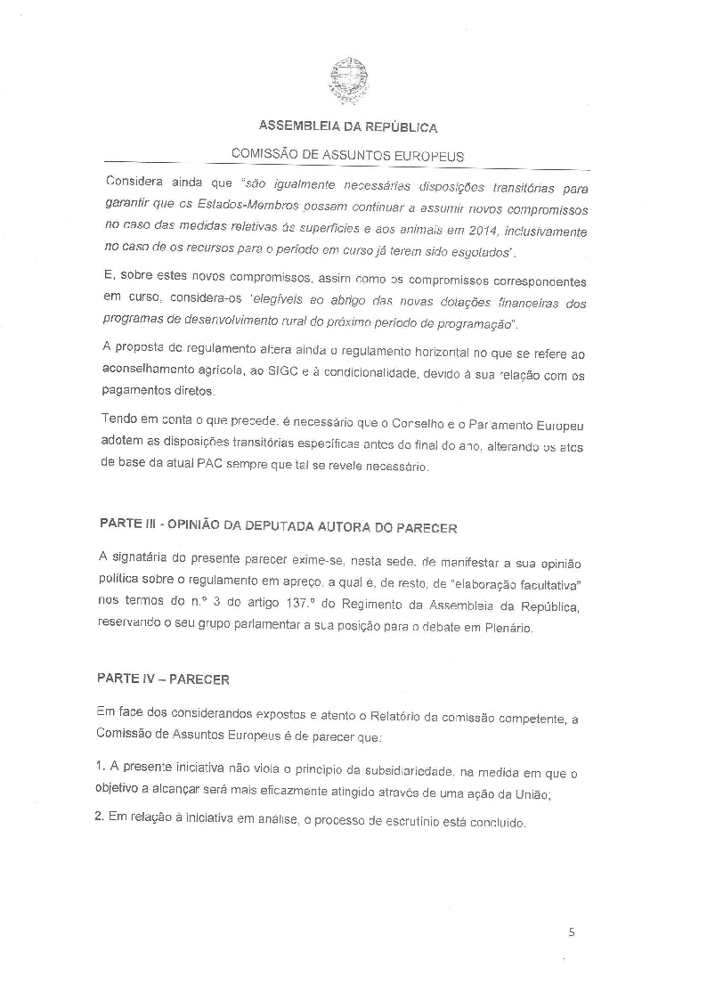 ASSEMBLEIA DA REPÚBLICA
COMISSÃO DE ASSUNTOS EUROPEUS
Considera ainda que "são igualmente necessárias disposições transitórias para
garantir que os Estados-Membros possam continuar a assumir novos compromissos
no caso das medidas relativas às superfícies e aos animais em 2014, inclusivamente
no caso de os recursos para o período em curso já terem sido esgotados".
E, sobre estes novos compromissos, assim como os compromissos correspondentes
em curso, considera-os "elegíveis ao abrigo das novas dotações financeiras dos
programas de desenvolvimento rural do próximo período de programação".
A proposta de regulamento altera ainda o regulamento horizontal no que se refere ao
aconselhamento agrícola, ao SIGC e à condicionalidade, devido à sua relação com os
pagamentos diretos.
Tendo em conta o que precede, é necessário que o Conselho e o Parlamento Europeu
adotem as disposições transitórias específicas antes do final do ano, alterando os atos
de base da atual PAC sempre que tal se revele necessário.
PARTE III - OPINIÃO DA DEPUTADA AUTORA DO PARECER
A signatária do presente parecer exime-se, nesta sede, de manifestar a sua opinião
política sobre o regulamento em apreço, a qual é, de resto, de "elaboração facultativa"
nos termos do n.º 3 do artigo 137.º do Regimento da Assembleia da República,
reservando o seu grupo parlamentar a sua posição para o debate em Plenário.
PARTE IV – PARECER
Em face dos considerandos expostos e atento o Relatório da comissão competente, a
Comissão de Assuntos Europeus é de parecer que:
1. A presente iniciativa não viola o princípio da subsidiariedade, na medida em que o
objetivo a alcançar será mais eficazmente atingido através de uma ação da União;
2. Em relação à iniciativa em análise, o processo de escrutínio está concluído.
5